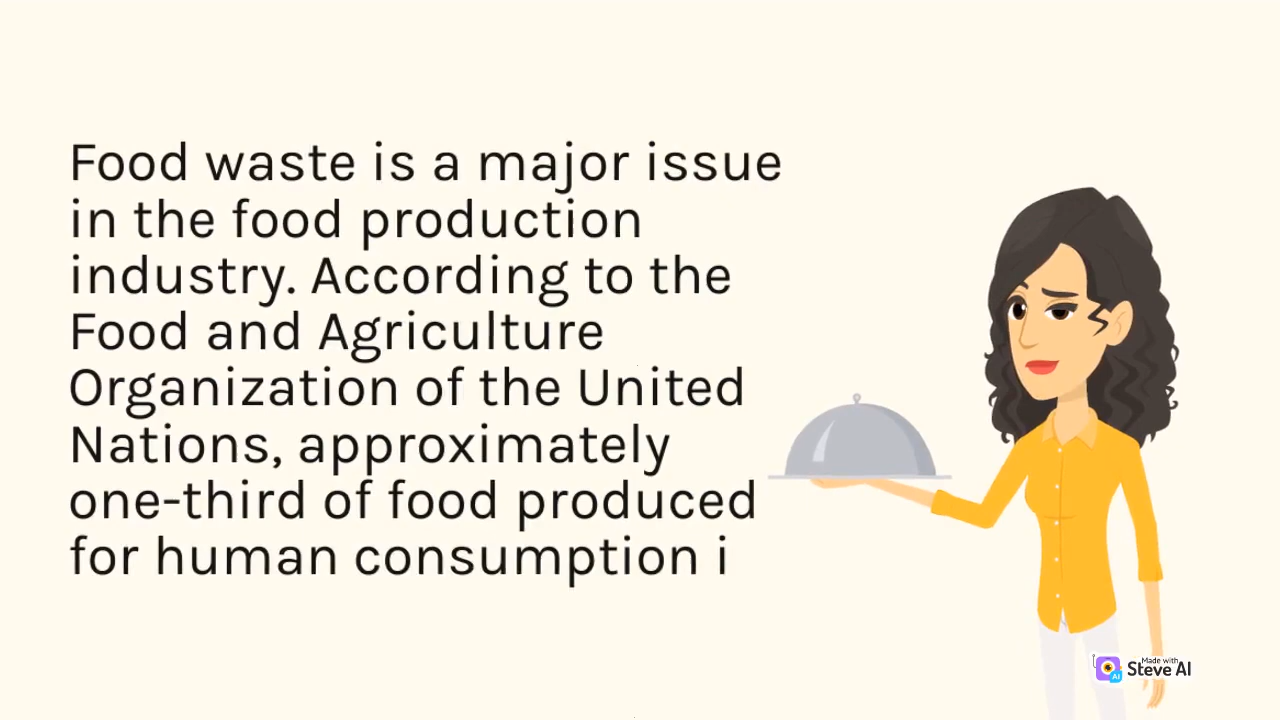 Food waste is a major issue
in the food production
industry. According to the
Food and Agriculture
Organization of the United
Nations, approximately
one-third of food produced
for human consumption i
Made with
Steve AI
AI